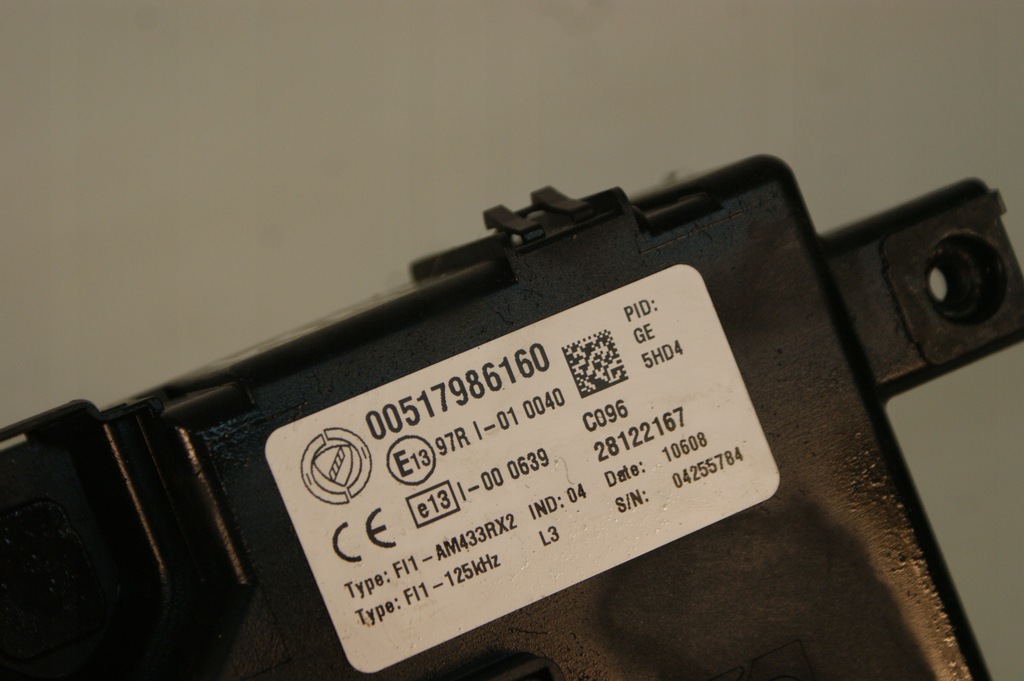 00517986160
E13 97R I-01 0040
e13 I-00 0639
CE
Type: FI1-AM433RX2 IND: 04
Type: FI1-125kHz L3
PID:
GE
5HD4
C096
28122167
Date: 10608
S/N: 04255784